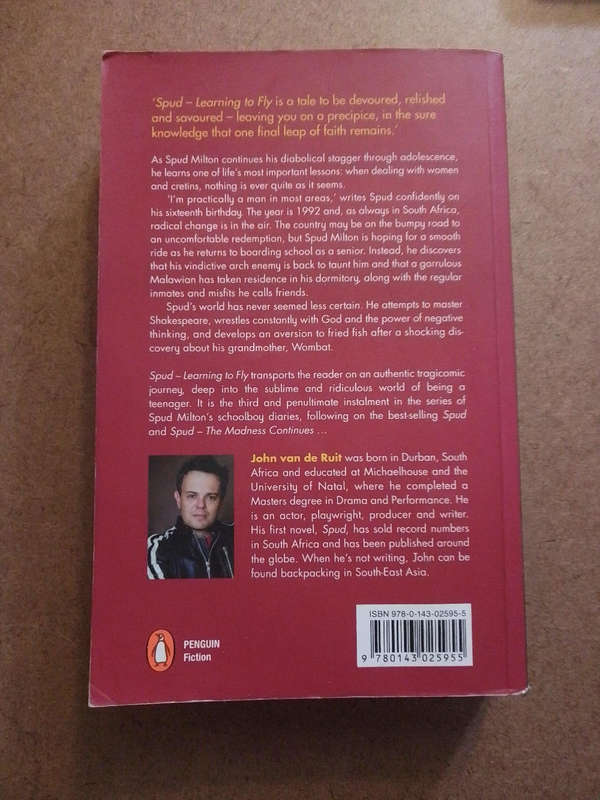 'Spud – Learning to Fly is a tale to be devoured, relished
and savoured – leaving you on a precipice, in the sure
knowledge that one final leap of faith remains.'
As Spud Milton continues his diabolical stagger through adolescence,
he learns one of life's most important lessons: when dealing with women
and cretins, nothing is ever quite as it seems.
'I'm practically a man in most areas,' writes Spud confidently on
his sixteenth birthday. The year is 1992 and, as always in South Africa,
radical change is in the air. The country may be on the bumpy road to
an uncomfortable redemption, but Spud Milton is hoping for a smooth
ride as he returns to boarding school as a senior. Instead, he discovers
that his vindictive arch enemy is back to taunt him and that a garrulous
Malawian has taken residence in his dormitory, along with the regular
inmates and misfits he calls friends.
Spud's world has never seemed less certain. He attempts to master
Shakespeare, wrestles constantly with God and the power of negative
thinking, and develops an aversion to fried fish after a shocking dis-
covery about his grandmother, Wombat.
Spud – Learning to Fly transports the reader on an authentic tragicomic
journey, deep into the sublime and ridiculous world of being a
teenager. It is the third and penultimate instalment in the series of
Spud Milton's schoolboy diaries, following on the best-selling Spud
and Spud – The Madness Continues ...
John van de Ruit was born in Durban, South
Africa and educated at Michaelhouse and the
University of Natal, where he completed a
Masters degree in Drama and Performance. He
is an actor, playwright, producer and writer.
His first novel, Spud, has sold record numbers
in South Africa and has been published around
the globe. When he's not writing, John can be
found backpacking in South-East Asia.
ISBN 978-0-143-02595-5
9 780143 025955
PENGUIN
Fiction